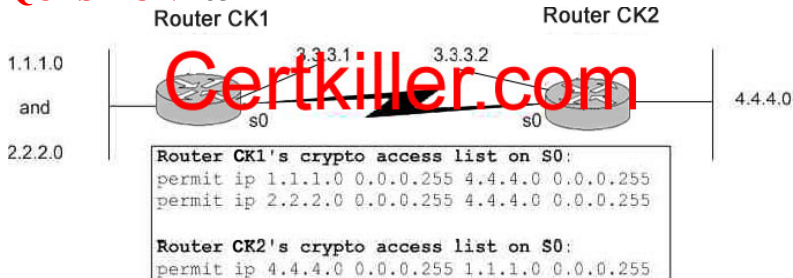 Router CK1
Router CK2
3.3.3.1
3.3.3.2
1.1.1.0
and
2.2.2.0
Certkiller.com
s0
s0
4.4.4.0
Router CK1's crypto access list on S0:
permit ip 1.1.1.0 0.0.0.255 4.4.4.0 0.0.0.255
permit ip 2.2.2.0 0.0.0.255 4.4.4.0 0.0.0.255
Router CK2's crypto access list on S0:
permit ip 4.4.4.0 0.0.0.255 1.1.1.0 0.0.0.255